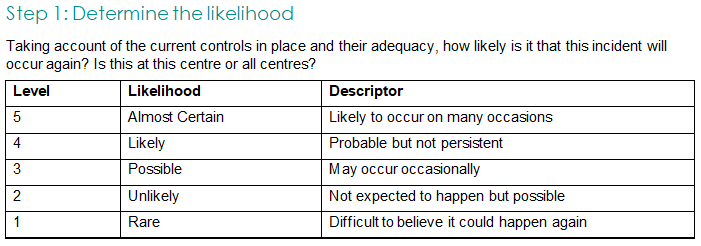 Step 1: Determine the likelihood
Taking account of the current controls in place and their adequacy, how likely is it that this incident will
occur again? Is this at this centre or all centres?
Level Likelihood Descriptor
5 Almost Certain Likely to occur on many occasions
4 Likely Probable but not persistent
3 Possible May occur occasionally
2 Unlikely Not expected to happen but possible
1 Rare Difficult to believe it could happen again